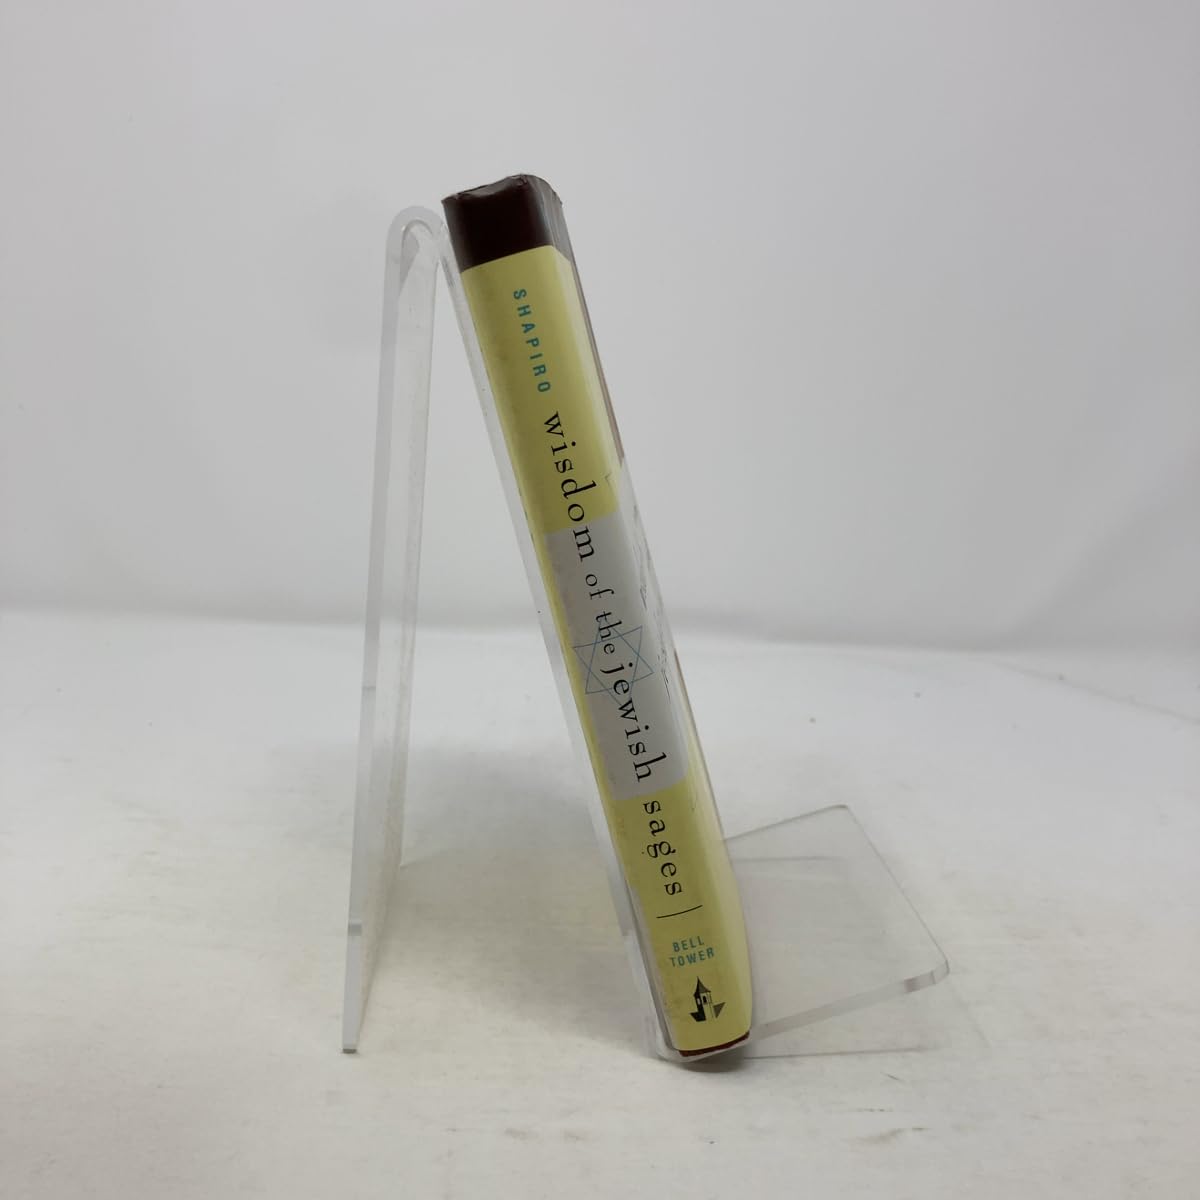 SHAPIRO
wisdom of the jewish sages
BELL
TOWER